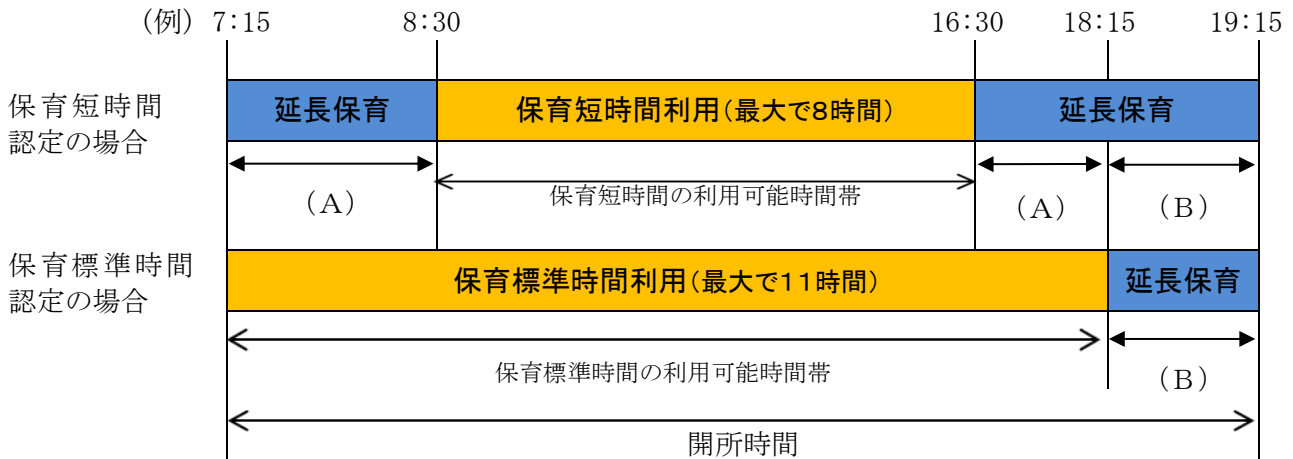 (例) 7:15 8:30 16:30 18:15 19:15
保育短時間
認定の場合
延長保育 保育短時間利用(最大で8時間) 延長保育
(A) 保育短時間の利用可能時間帯 (A) (B)
保育標準時間
認定の場合
保育標準時間利用(最大で11時間) 延長保育
保育標準時間の利用可能時間帯 (B)
開所時間